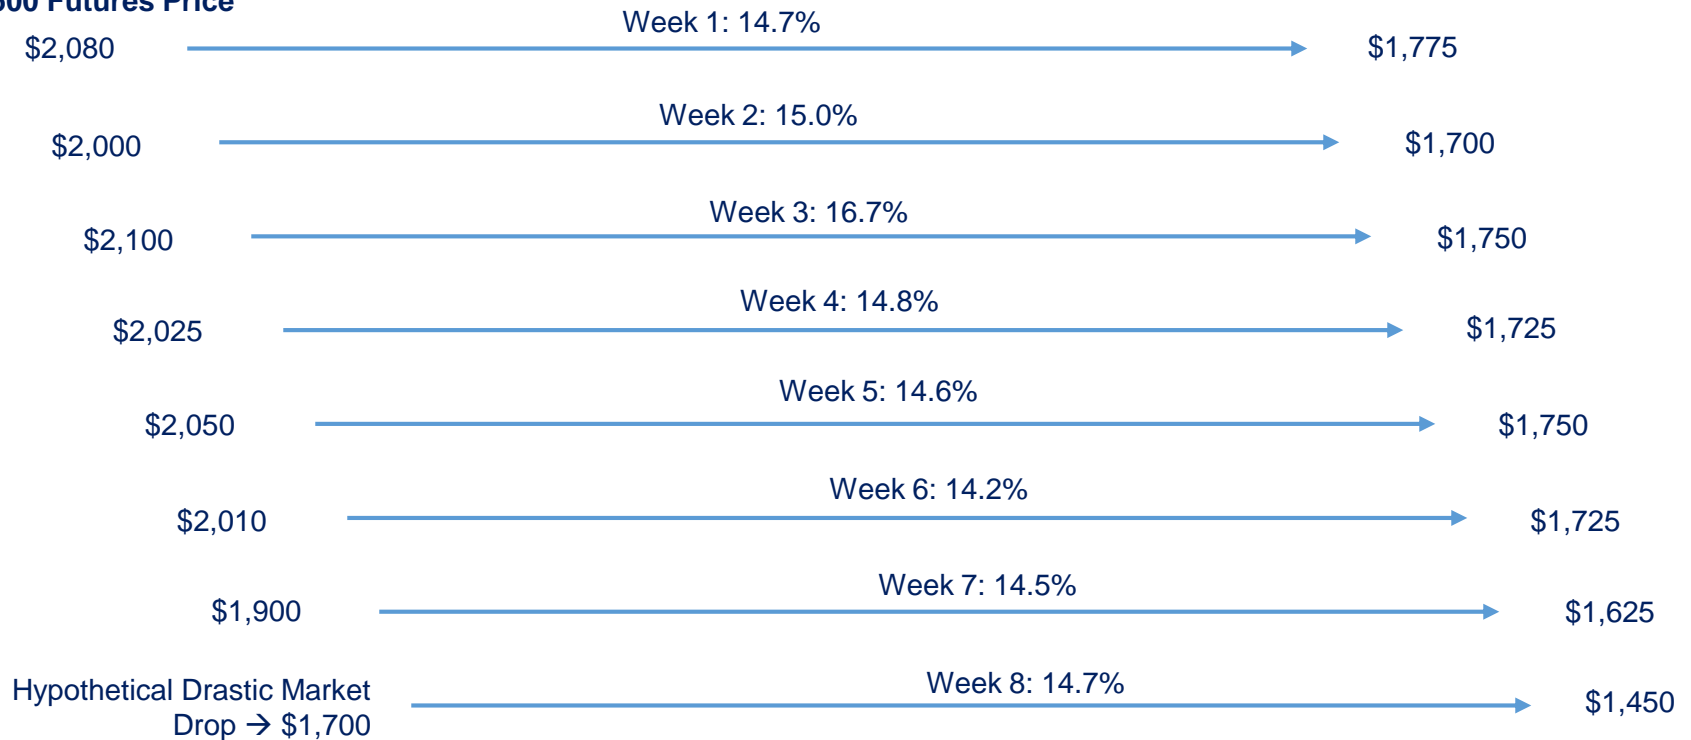 Futures Price
Week 1: 14.7%
$2,080
$1,775
Week 2: 15.0%
$2,000
$1,700
Week 3: 16.7%
$2,100
$1,750
Week 4: 14.8%
$2,025
$1,725
Week 5: 14.6%
$2,050
$1,750
Week 6: 14.2%
$2,010
$1,725
Week 7: 14.5%
$1,900
$1,625
Week 8: 14.7%
Hypothetical Drastic Market
Drop → $1,700
$1,450